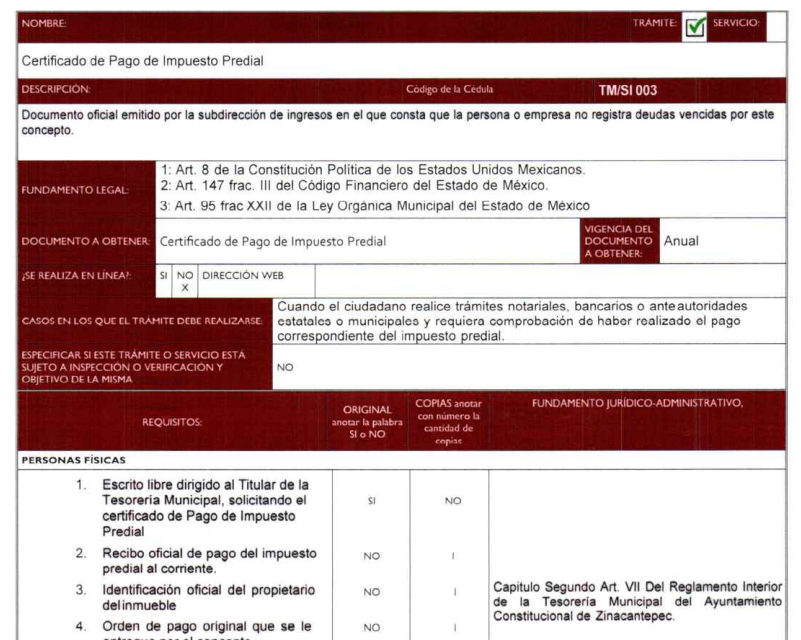 NOMBRE:
TRÁMITE:
SERVICIO:
Certificado de Pago de Impuesto Predial
DESCRIPCIÓN:
Código de la Cedula
TM/SI 003
Documento oficial emitido por la subdirección de ingresos en el que consta que la persona o empresa no registra deudas vencidas por este
concepto.
FUNDAMENTO LEGAL:
1: Art. 8 de la Constitución Política de los Estados Unidos Mexicanos.
2: Art. 147 frac. III del Código Financiero del Estado de México.
3: Art. 95 frac XXII de la Ley Orgánica Municipal del Estado de México
DOCUMENTO A OBTENER:
Certificado de Pago de Impuesto Predial
VIGENCIA DEL
DOCUMENTO
A OBTENER:
Anual
¿SE REALIZA EN LÍNEA?:
SI
NO
X
DIRECCIÓN WEB
CASOS EN LOS QUE EL TRÁMITE DEBE REALIZARSE:
Cuando el ciudadano realice trámites notariales, bancarios o ante autoridades
estatales o municipales y requiera comprobación de haber realizado el pago
correspondiente del impuesto predial.
ESPECIFICAR SI ESTE TRÁMITE O SERVICIO ESTÁ
SUJETO A INSPECCIÓN O VERIFICACIÓN Y
OBJETIVO DE LA MISMA
NO
REQUISITOS:
ORIGINAL
anotar la palabra
SI o NO
COPIAS anotar
con número la
cantidad de
copias
FUNDAMENTO JURÍDICO-ADMINISTRATIVO.
PERSONAS FÍSICAS
1. Escrito libre dirigido al Titular de la
Tesorería Municipal, solicitando el
certificado de Pago de Impuesto
Predial
SI
NO
2. Recibo oficial de pago del impuesto
predial al corriente.
NO
1
3. Identificación oficial del propietario
del inmueble
NO
1
4. Orden de pago original que se le
NO
1
Capitulo Segundo Art. VII Del Reglamento Interior
de la Tesorería Municipal del Ayuntamiento
Constitucional de Zinacantepec.